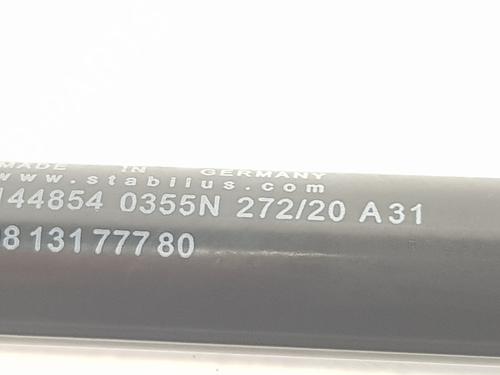 MADE IN GERMANY
www.stabilus.com
144854 0355N 272/20 A31
8 131 777 80